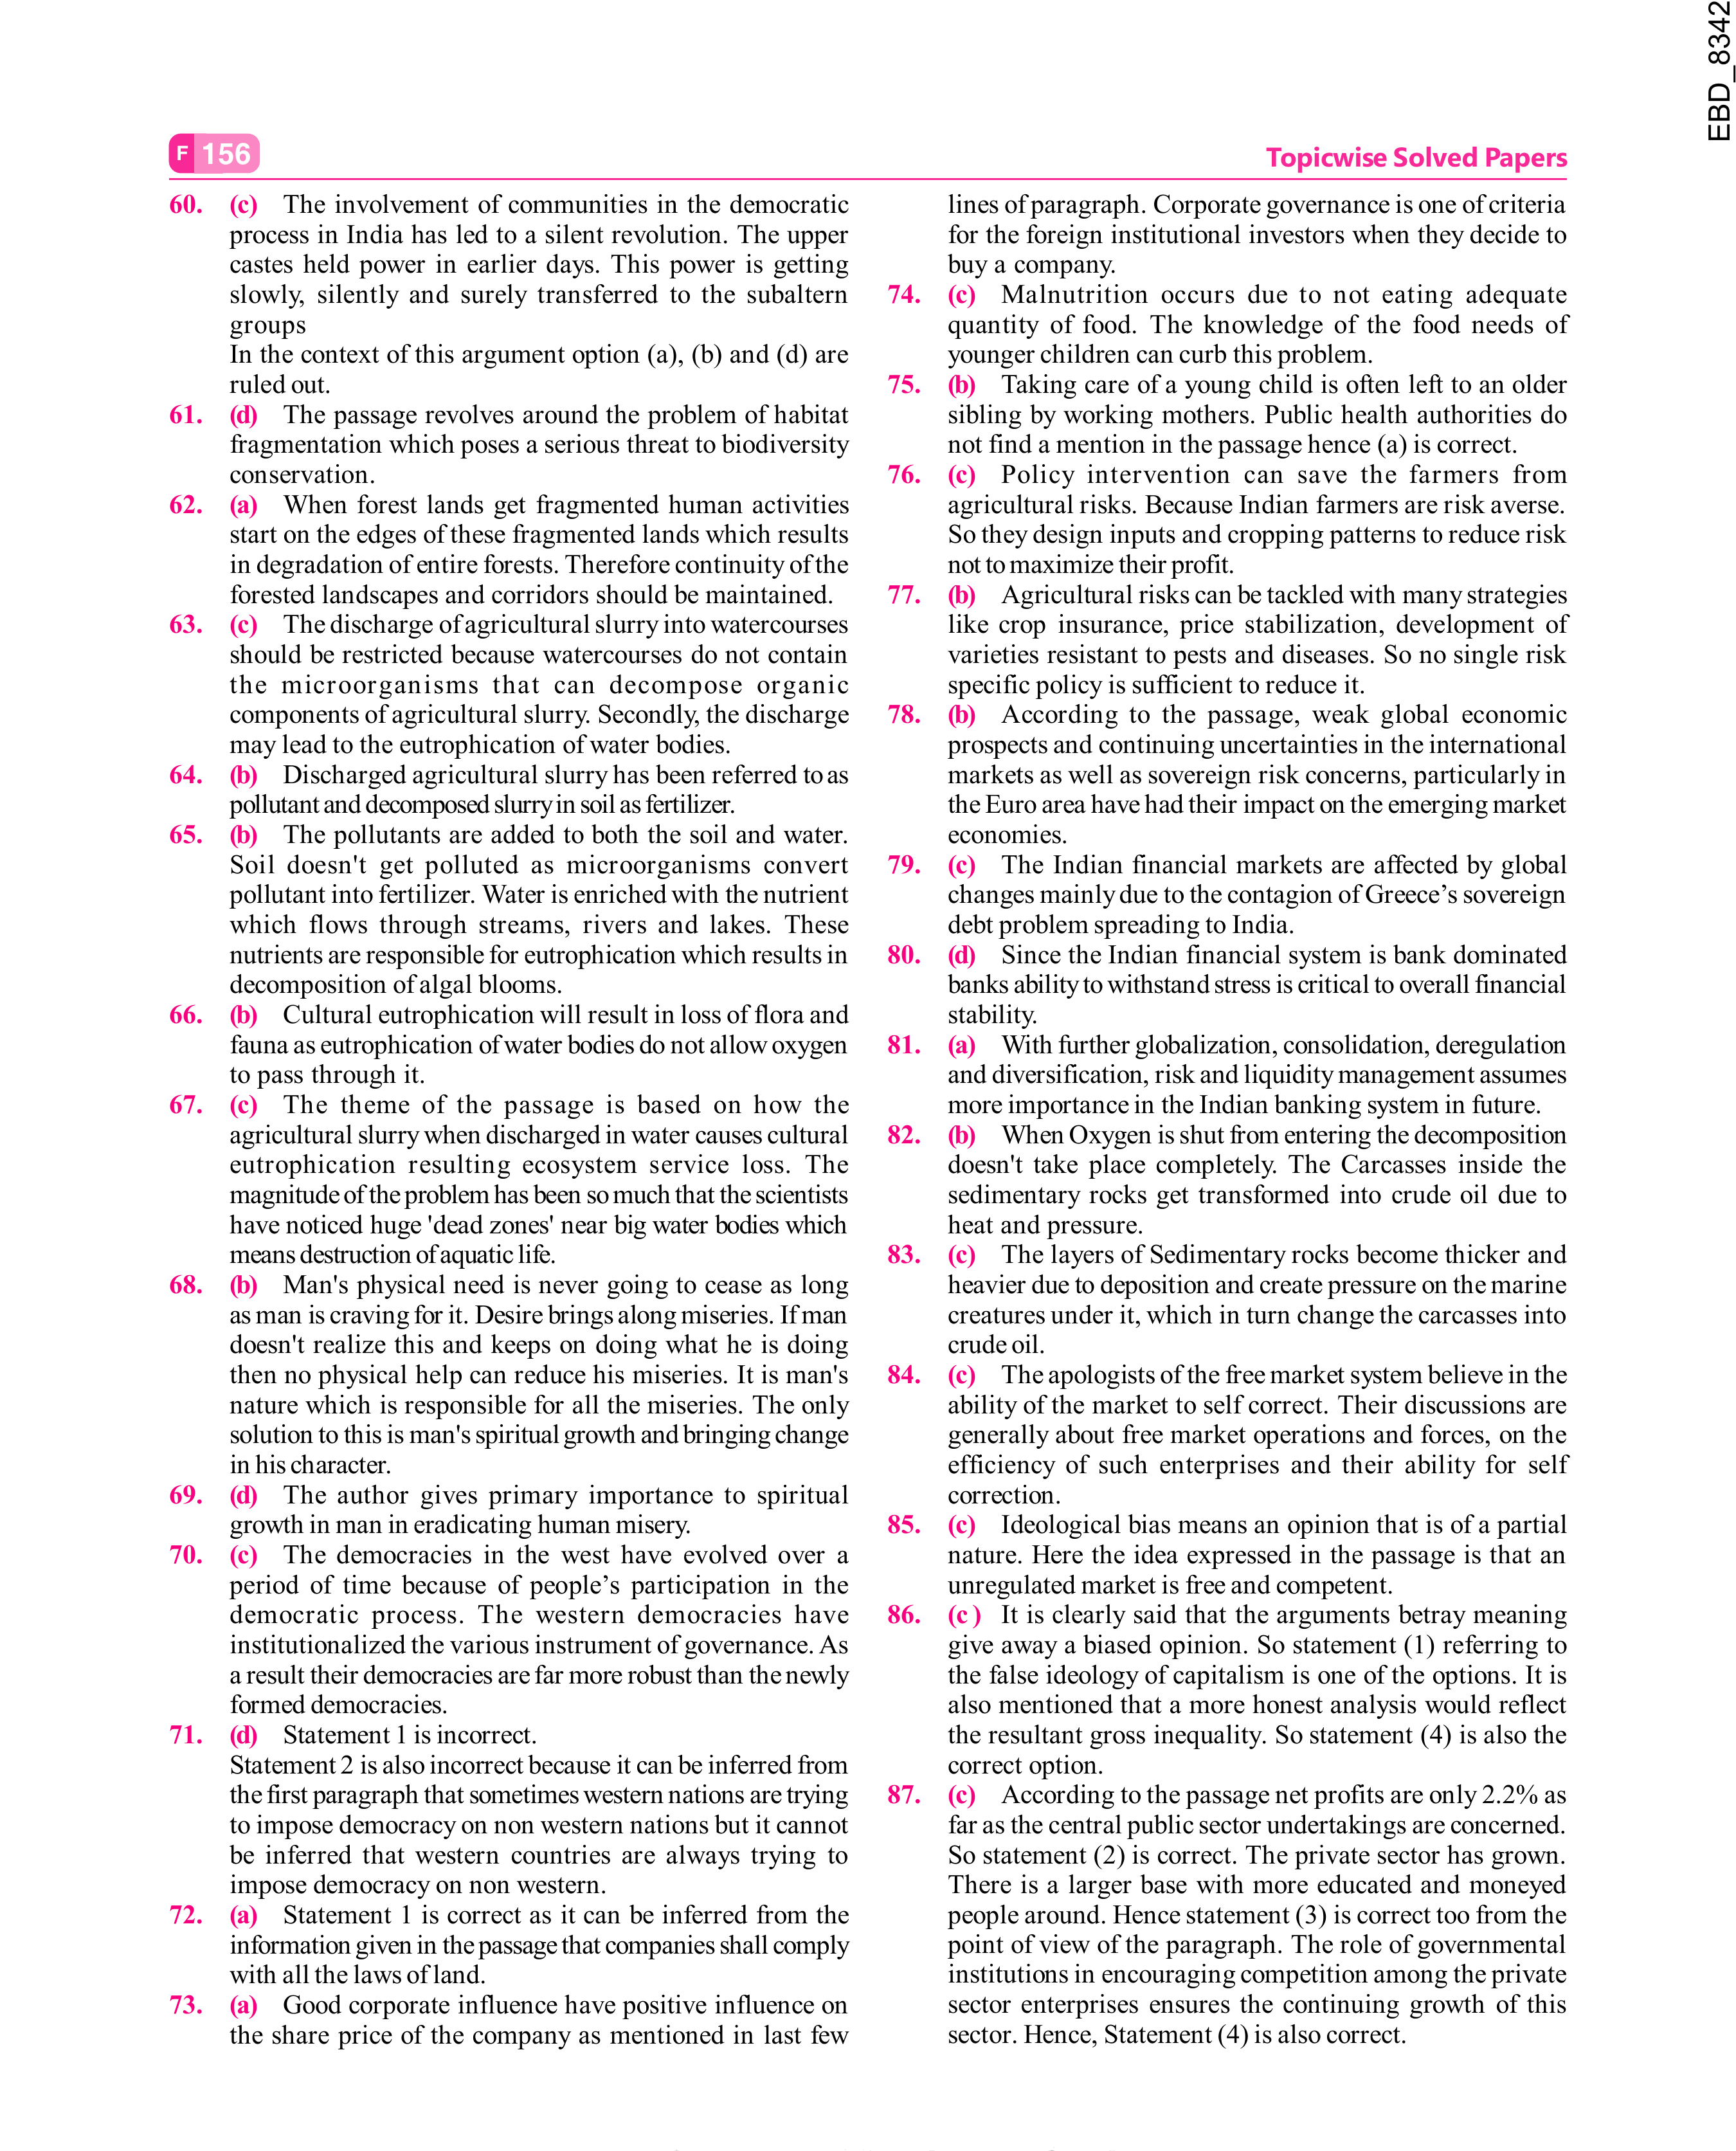 EBD_8342
F 156
Topicwise Solved Papers
60. (c) The involvement of communities in the democratic
process in India has led to a silent revolution. The upper
castes held power in earlier days. This power is getting
slowly, silently and surely transferred to the subaltern
groups
In the context of this argument option (a), (b) and (d) are
ruled out.
61. (d) The passage revolves around the problem of habitat
fragmentation which poses a serious threat to biodiversity
conservation.
62. (a) When forest lands get fragmented human activities
start on the edges of these fragmented lands which results
in degradation of entire forests. Therefore continuity of the
forested landscapes and corridors should be maintained.
63. (c) The discharge of agricultural slurry into watercourses
should be restricted because watercourses do not contain
the microorganisms that can decompose organic
components of agricultural slurry. Secondly, the discharge
may lead to the eutrophication of water bodies.
64. (b) Discharged agricultural slurry has been referred to as
pollutant and decomposed slurry in soil as fertilizer.
65. (b) The pollutants are added to both the soil and water.
Soil doesn't get polluted as microorganisms convert
pollutant into fertilizer. Water is enriched with the nutrient
which flows through streams, rivers and lakes. These
nutrients are responsible for eutrophication which results in
decomposition of algal blooms.
66. (b) Cultural eutrophication will result in loss of flora and
fauna as eutrophication of water bodies do not allow oxygen
to pass through it.
67. (c) The theme of the passage is based on how the
agricultural slurry when discharged in water causes cultural
eutrophication resulting ecosystem service loss. The
magnitude of the problem has been so much that the scientists
have noticed huge 'dead zones' near big water bodies which
means destruction of aquatic life.
68. (b) Man's physical need is never going to cease as long
as man is craving for it. Desire brings along miseries. If man
doesn't realize this and keeps on doing what he is doing
then no physical help can reduce his miseries. It is man's
nature which is responsible for all the miseries. The only
solution to this is man's spiritual growth and bringing change
in his character.
69. (d) The author gives primary importance to spiritual
growth in man in eradicating human misery.
70. (c) The democracies in the west have evolved over a
period of time because of people’s participation in the
democratic process. The western democracies have
institutionalized the various instrument of governance. As
a result their democracies are far more robust than the newly
formed democracies.
71. (d) Statement 1 is incorrect.
Statement 2 is also incorrect because it can be inferred from
the first paragraph that sometimes western nations are trying
to impose democracy on non western nations but it cannot
be inferred that western countries are always trying to
impose democracy on non western.
72. (a) Statement 1 is correct as it can be inferred from the
information given in the passage that companies shall comply
with all the laws of land.
73. (a) Good corporate influence have positive influence on
the share price of the company as mentioned in last few
lines of paragraph. Corporate governance is one of criteria
for the foreign institutional investors when they decide to
buy a company.
74. (c) Malnutrition occurs due to not eating adequate
quantity of food. The knowledge of the food needs of
younger children can curb this problem.
75. (b) Taking care of a young child is often left to an older
sibling by working mothers. Public health authorities do
not find a mention in the passage hence (a) is correct.
76. (c) Policy intervention can save the farmers from
agricultural risks. Because Indian farmers are risk averse.
So they design inputs and cropping patterns to reduce risk
not to maximize their profit.
77. (b) Agricultural risks can be tackled with many strategies
like crop insurance, price stabilization, development of
varieties resistant to pests and diseases. So no single risk
specific policy is sufficient to reduce it.
78. (b) According to the passage, weak global economic
prospects and continuing uncertainties in the international
markets as well as sovereign risk concerns, particularly in
the Euro area have had their impact on the emerging market
economies.
79. (c) The Indian financial markets are affected by global
changes mainly due to the contagion of Greece’s sovereign
debt problem spreading to India.
80. (d) Since the Indian financial system is bank dominated
banks ability to withstand stress is critical to overall financial
stability.
81. (a) With further globalization, consolidation, deregulation
and diversification, risk and liquidity management assumes
more importance in the Indian banking system in future.
82. (b) When Oxygen is shut from entering the decomposition
doesn't take place completely. The Carcasses inside the
sedimentary rocks get transformed into crude oil due to
heat and pressure.
83. (c) The layers of Sedimentary rocks become thicker and
heavier due to deposition and create pressure on the marine
creatures under it, which in turn change the carcasses into
crude oil.
84. (c) The apologists of the free market system believe in the
ability of the market to self correct. Their discussions are
generally about free market operations and forces, on the
efficiency of such enterprises and their ability for self
correction.
85. (c) Ideological bias means an opinion that is of a partial
nature. Here the idea expressed in the passage is that an
unregulated market is free and competent.
86. (c ) It is clearly said that the arguments betray meaning
give away a biased opinion. So statement (1) referring to
the false ideology of capitalism is one of the options. It is
also mentioned that a more honest analysis would reflect
the resultant gross inequality. So statement (4) is also the
correct option.
87. (c) According to the passage net profits are only 2.2% as
far as the central public sector undertakings are concerned.
So statement (2) is correct. The private sector has grown.
There is a larger base with more educated and moneyed
people around. Hence statement (3) is correct too from the
point of view of the paragraph. The role of governmental
institutions in encouraging competition among the private
sector enterprises ensures the continuing growth of this
sector. Hence, Statement (4) is also correct.